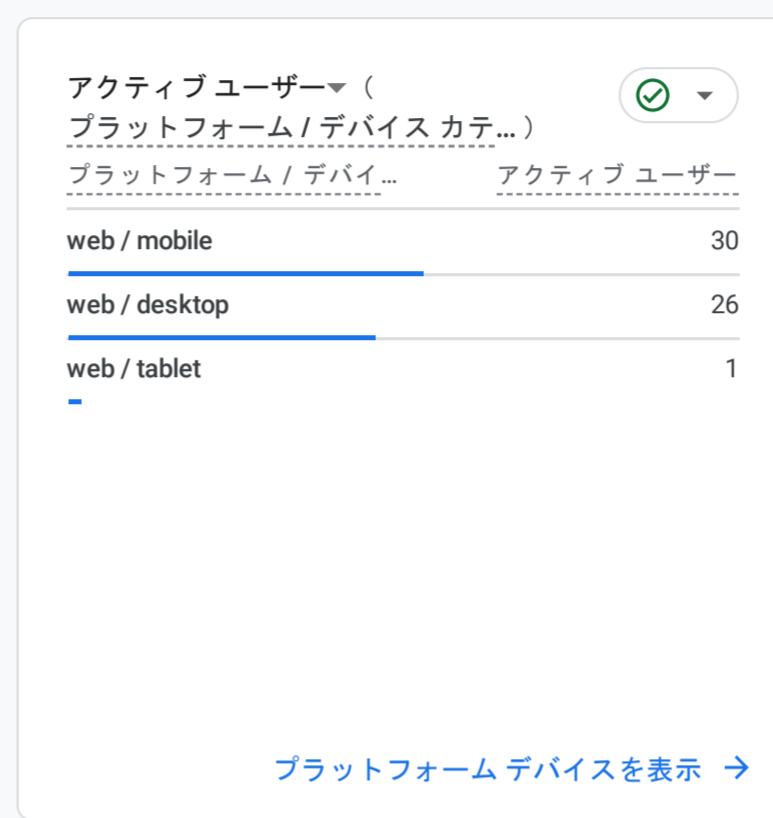 アクティブ ユーザー▼（
プラットフォーム / デバイス カテ...）
プラットフォーム / デバイ... アクティブ ユーザー
web / mobile 30
web / desktop 26
web / tablet 1
プラットフォーム デバイスを表示 →